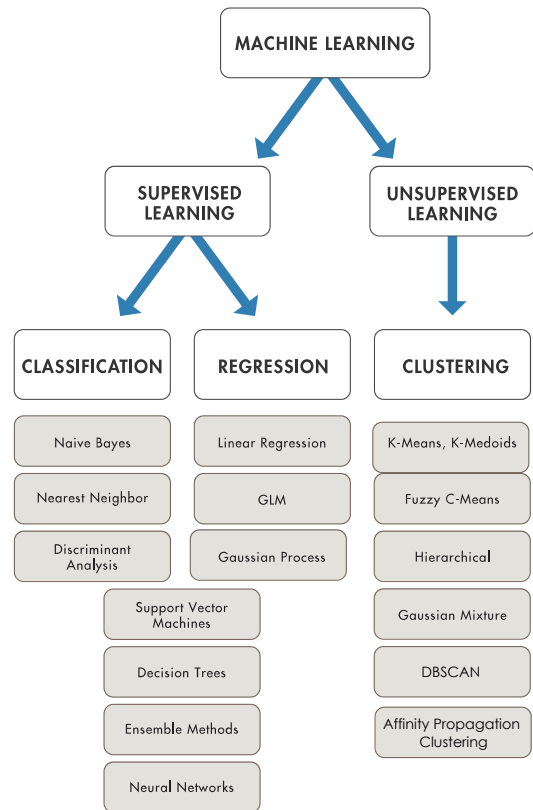 MACHINE LEARNING
SUPERVISED
LEARNING
UNSUPERVISED
LEARNING
CLASSIFICATION
REGRESSION
CLUSTERING
Naive Bayes
Nearest Neighbor
Discriminant
Analysis
Linear Regression
GLM
Gaussian Process
Support Vector
Machines
Decision Trees
Ensemble Methods
Neural Networks
K-Means, K-Medoids
Fuzzy C-Means
Hierarchical
Gaussian Mixture
DBSCAN
Affinity Propagation
Clustering